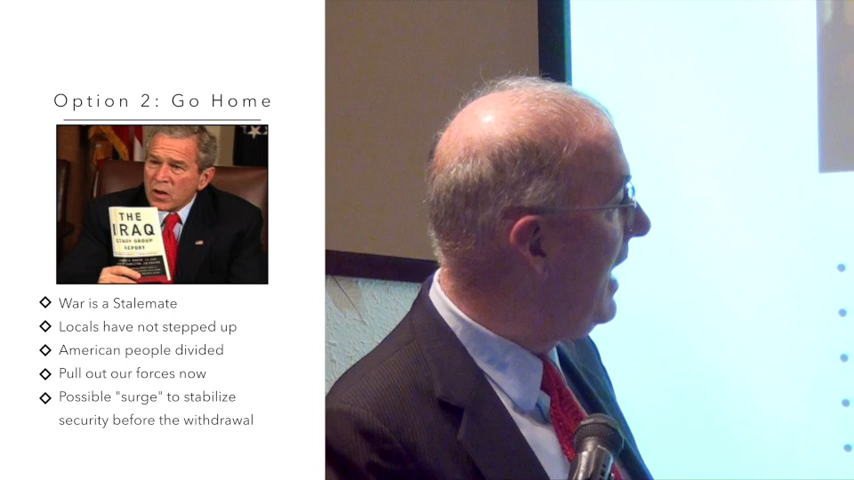 Option 2: Go Home
THE
IRAQ
STUDY GROUP
REPORT
War is a Stalemate
Locals have not stepped up
American people divided
Pull out our forces now
Possible "surge" to stabilize
security before the withdrawal